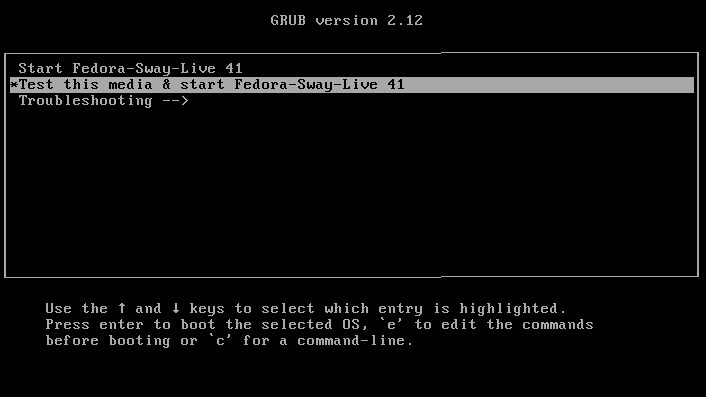 GRUB version 2.12
Start Fedora-Sway-Live 41
*Test this media & start Fedora-Sway-Live 41
Troubleshooting -->
Use the ↑ and ↓ keys to select which entry is highlighted.
Press enter to boot the selected OS, `e' to edit the commands
before booting or `c' for a command-line.